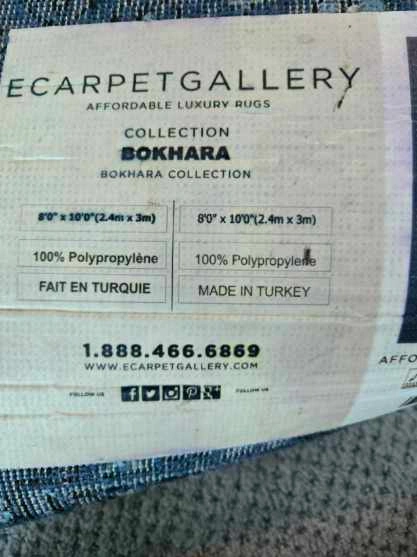 ECARPETGALLERY
AFFORDABLE LUXURY RUGS
COLLECTION
BOKHARA
BOKHARA COLLECTION
8'0" x 10'0"(2.4m x 3m)
8'0" x 10'0"(2.4m x 3m)
100% Polypropylène
100% Polypropylene
FAIT EN TURQUIE
MADE IN TURKEY
1.888.466.6869
WWW.ECARPETGALLERY.COM
FOLLOW US
FOLLOW US
AFFO